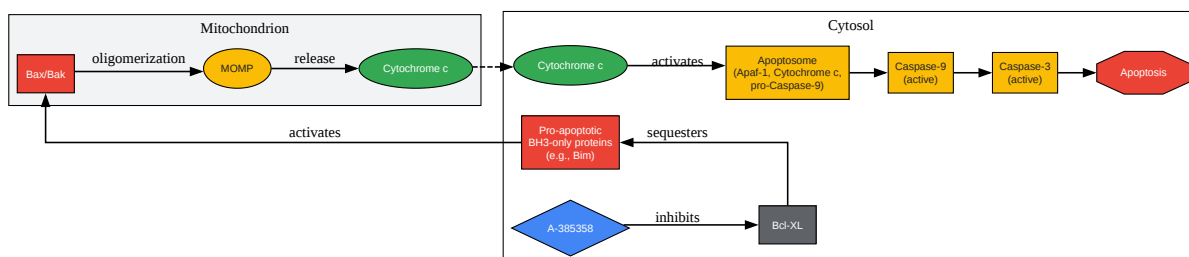 Mitochondrion
Cytosol
Bax/Bak
oligomerization
MOMP
release
Cytochrome c
Cytochrome c
activates
Apoptosome
(Apaf-1, Cytochrome c,
pro-Caspase-9)
Caspase-9
(active)
Caspase-3
(active)
Apoptosis
activates
Pro-apoptotic
BH3-only proteins
(e.g., Bim)
sequesters
A-385358
inhibits
Bcl-XL